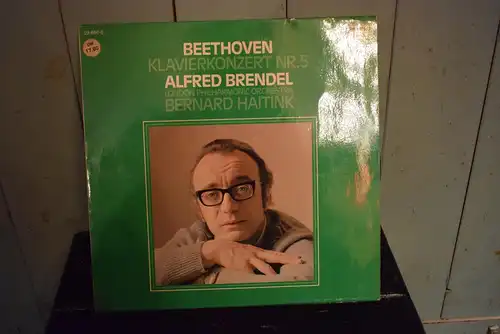 BEETHOVEN
KLAVIERKONZERT NR.5
ALFRED BRENDEL
LONDON PHILHARMONIC ORCHESTRA
BERNARD HAITINK